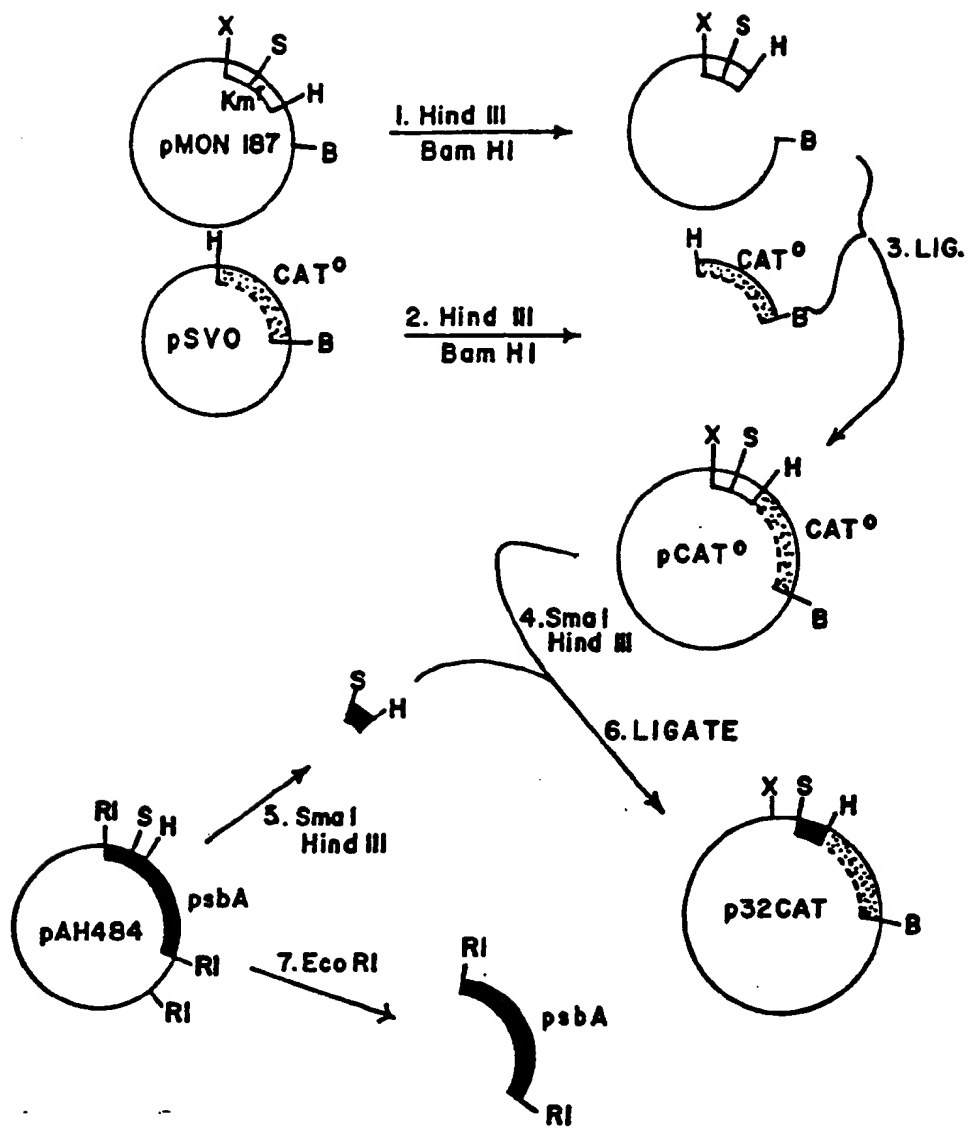 X
S
Km^r
H
pMON 187
B
1. Hind III
Bam HI
X
S
H
B
H
CAT°
pSVO
B
2. Hind III
Bam HI
H
CAT°
B
3. LIG.
X
S
H
CAT°
pCAT°
B
4. SmaI
Hind III
S
H
6. LIGATE
5. SmaI
Hind III
RI
S
H
psbA
pAH484
RI
RI
7. Eco RI
RI
psbA
RI
X
S
H
p32CAT
B